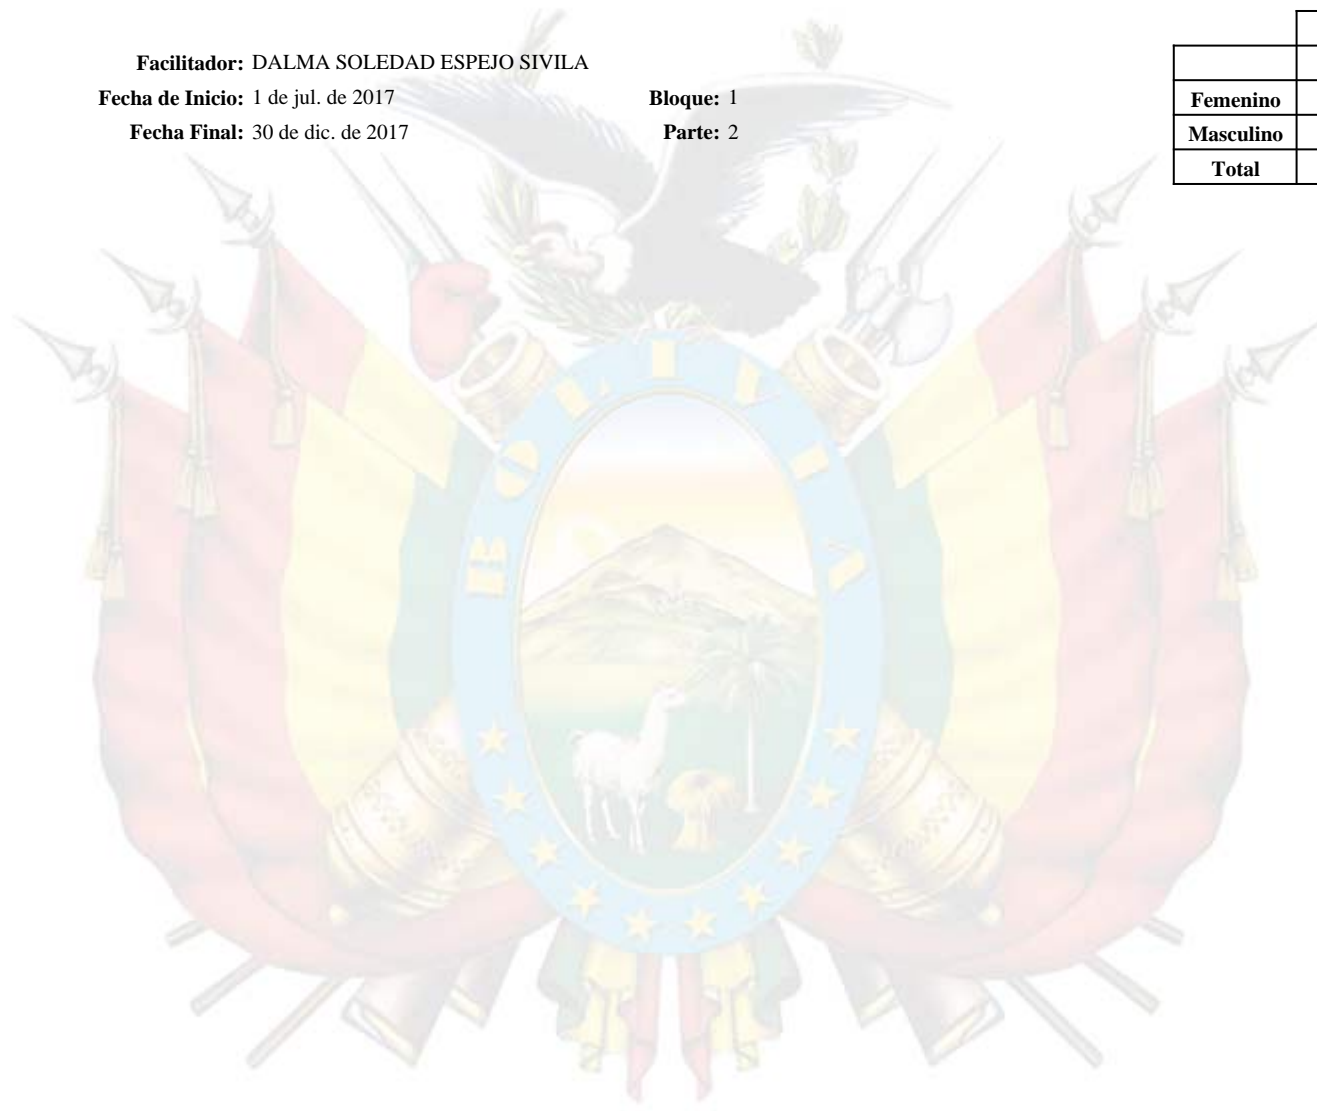 Facilitador: DALMA SOLEDAD ESPEJO SIVILA
Fecha de Inicio: 1 de jul. de 2017 Bloque: 1
Fecha Final: 30 de dic. de 2017 Parte: 2
Femenino
Masculino
Total
BOLIVIA